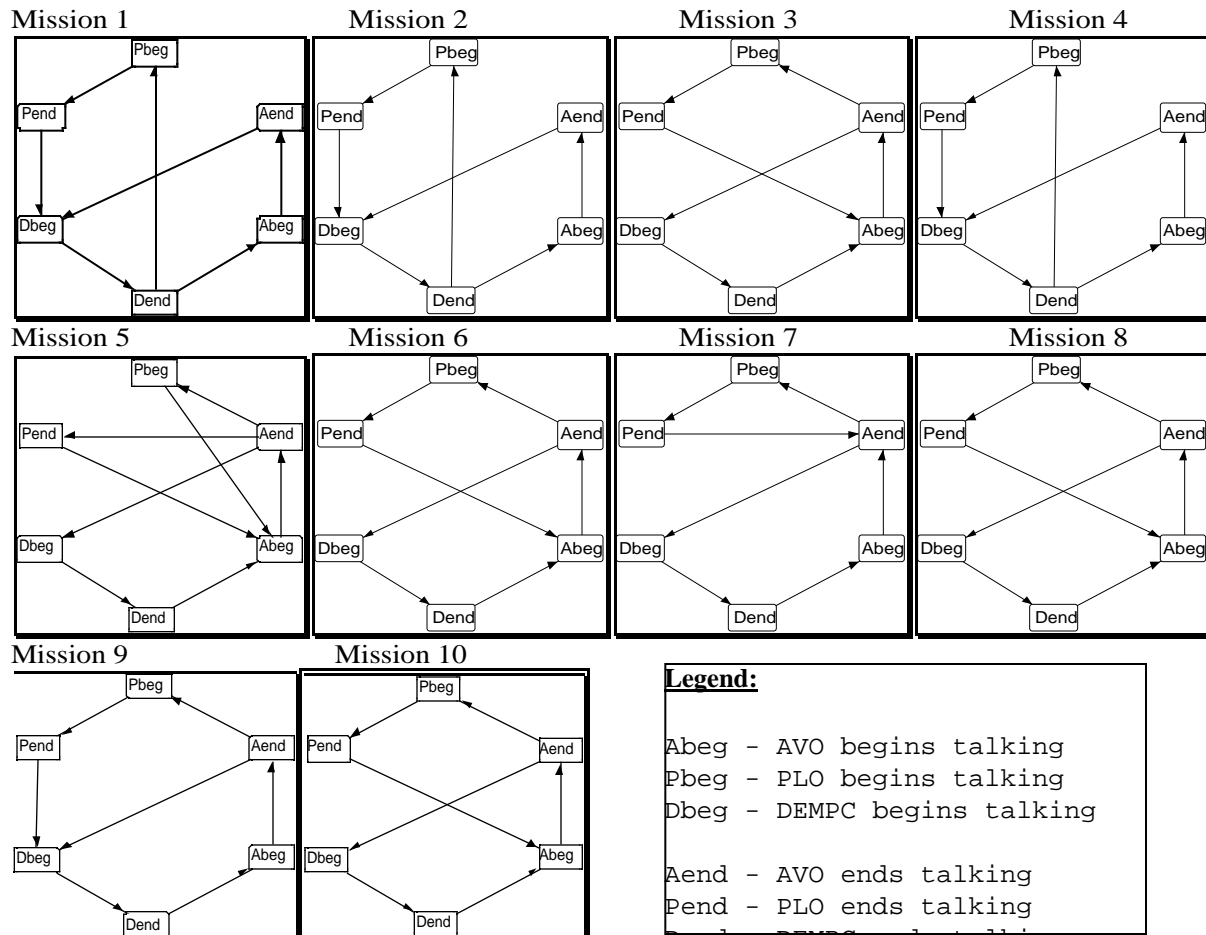 Mission 1 Mission 2 Mission 3 Mission 4
Pbeg Pbeg Pbeg Pbeg
Pend Aend Pend Aend Pend Aend Pend Aend
Dbeg Abeg Dbeg Abeg Dbeg Abeg Dbeg Abeg
Dend Dend Dend Dend
Mission 5 Mission 6 Mission 7 Mission 8
Pbeg Pbeg Pbeg Pbeg
Pend Aend Pend Aend Pend Aend Pend Aend
Dbeg Abeg Dbeg Abeg Dbeg Abeg Dbeg Abeg
Dend Dend Dend Dend
Mission 9 Mission 10
Pbeg Pbeg
Pend Aend Pend Aend
Dbeg Abeg Dbeg Abeg
Dend Dend
Legend:
Abeg - AVO begins talking
Pbeg - PLO begins talking
Dbeg - DEMPC begins talking
Aend - AVO ends talking
Pend - PLO ends talking